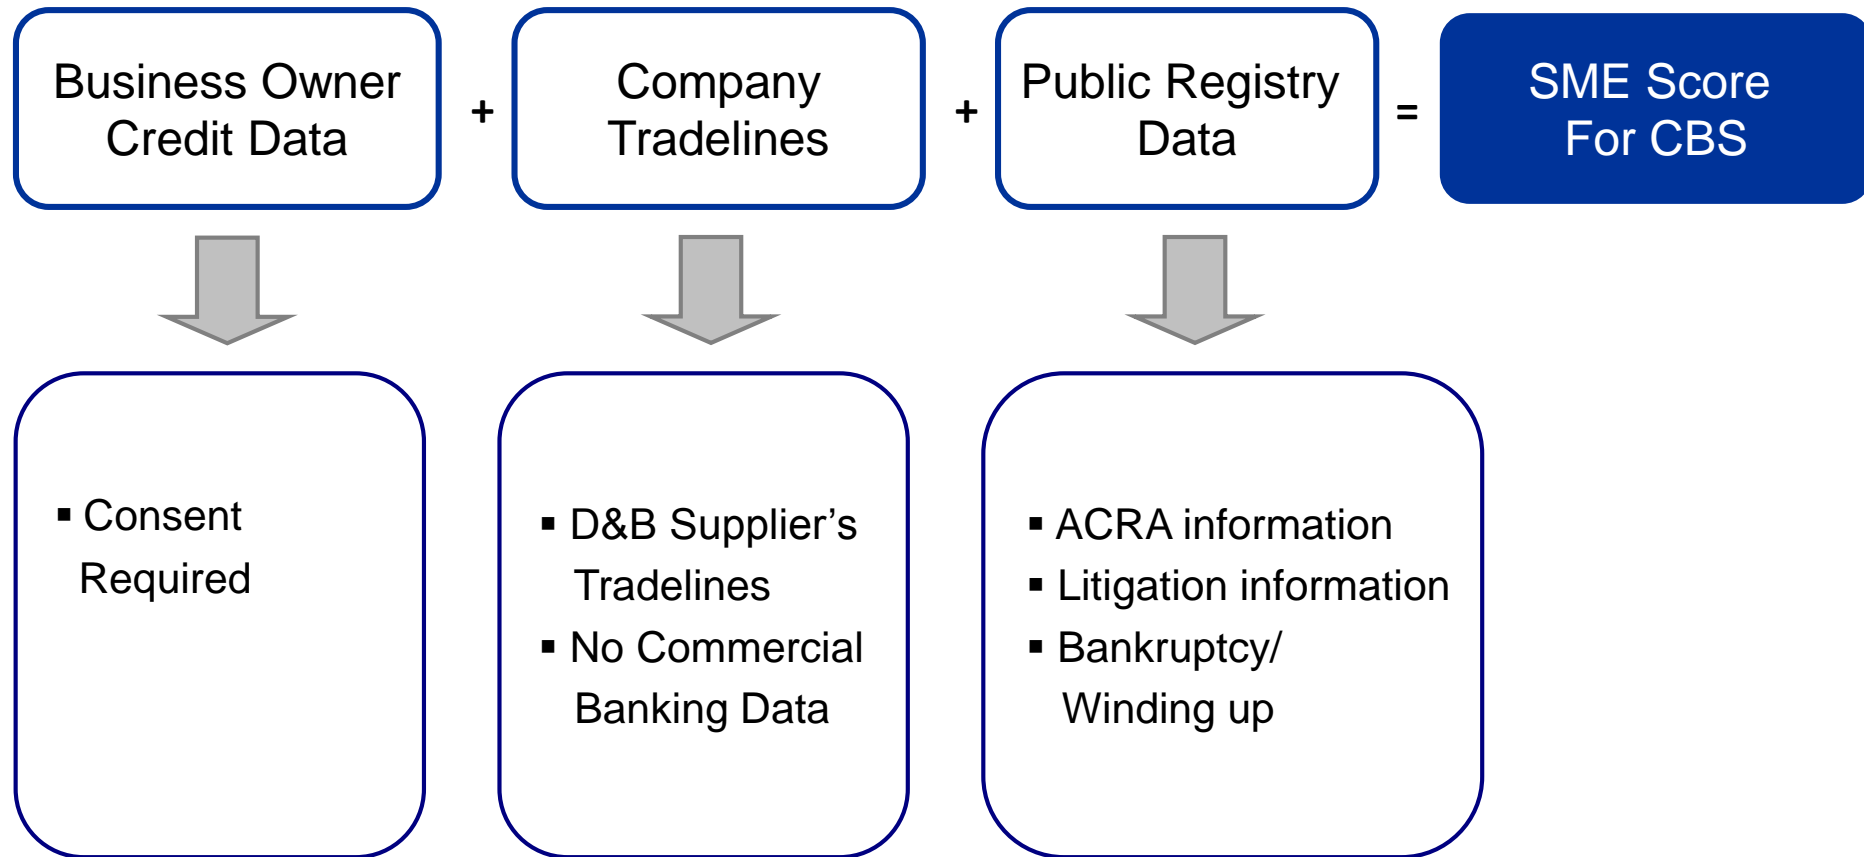 Business Owner
Credit Data
+
Company
Tradelines
+
Public Registry
Data
=
SME Score
For CBS
▪ Consent
Required
▪ D&B Supplier’s
Tradelines
▪ No Commercial
Banking Data
▪ ACRA information
▪ Litigation information
▪ Bankruptcy/
Winding up